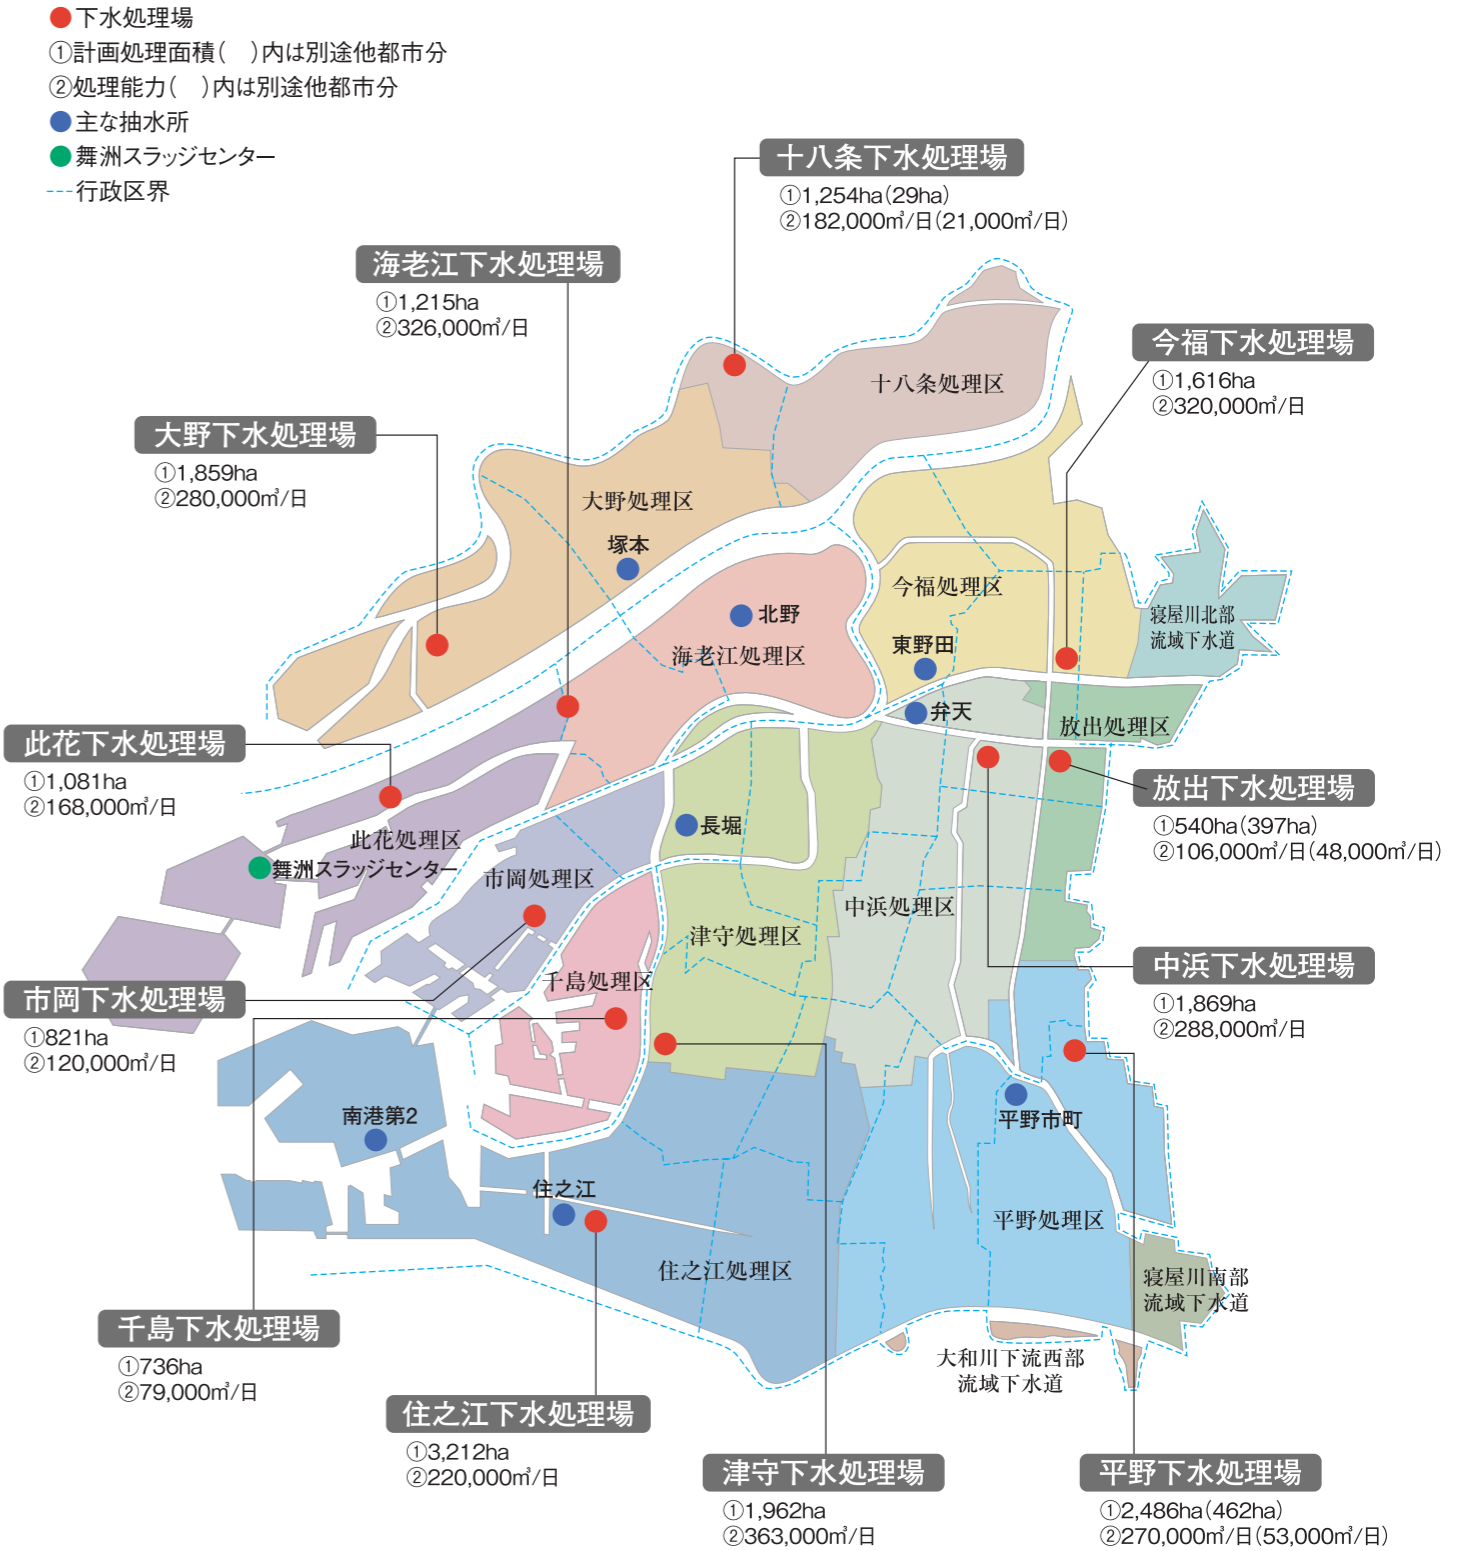 下水処理場
①計画処理面積(　)内は別途他都市分
②処理能力(　)内は別途他都市分
主な抽水所
舞洲スラッジセンター
行政区界
十八条下水処理場
①1,254ha(29ha)
②182,000㎥/日(21,000㎥/日)
海老江下水処理場
①1,215ha
②326,000㎥/日
今福下水処理場
①1,616ha
②320,000㎥/日
大野下水処理場
①1,859ha
②280,000㎥/日
十八条処理区
大野処理区
塚本
今福処理区
北野
東野田
海老江処理区
寝屋川北部
流域下水道
弁天
放出処理区
此花下水処理場
①1,081ha
②168,000㎥/日
放出下水処理場
①540ha(397ha)
②106,000㎥/日(48,000㎥/日)
長堀
此花処理区
舞洲スラッジセンター
市岡処理区
中浜処理区
津守処理区
千島処理区
中浜下水処理場
①1,869ha
②288,000㎥/日
市岡下水処理場
①821ha
②120,000㎥/日
南港第2
平野市町
住之江
平野処理区
住之江処理区
寝屋川南部
流域下水道
大和川下流西部
流域下水道
千島下水処理場
①736ha
②79,000㎥/日
住之江下水処理場
①3,212ha
②220,000㎥/日
津守下水処理場
①1,962ha
②363,000㎥/日
平野下水処理場
①2,486ha(462ha)
②270,000㎥/日(53,000㎥/日)